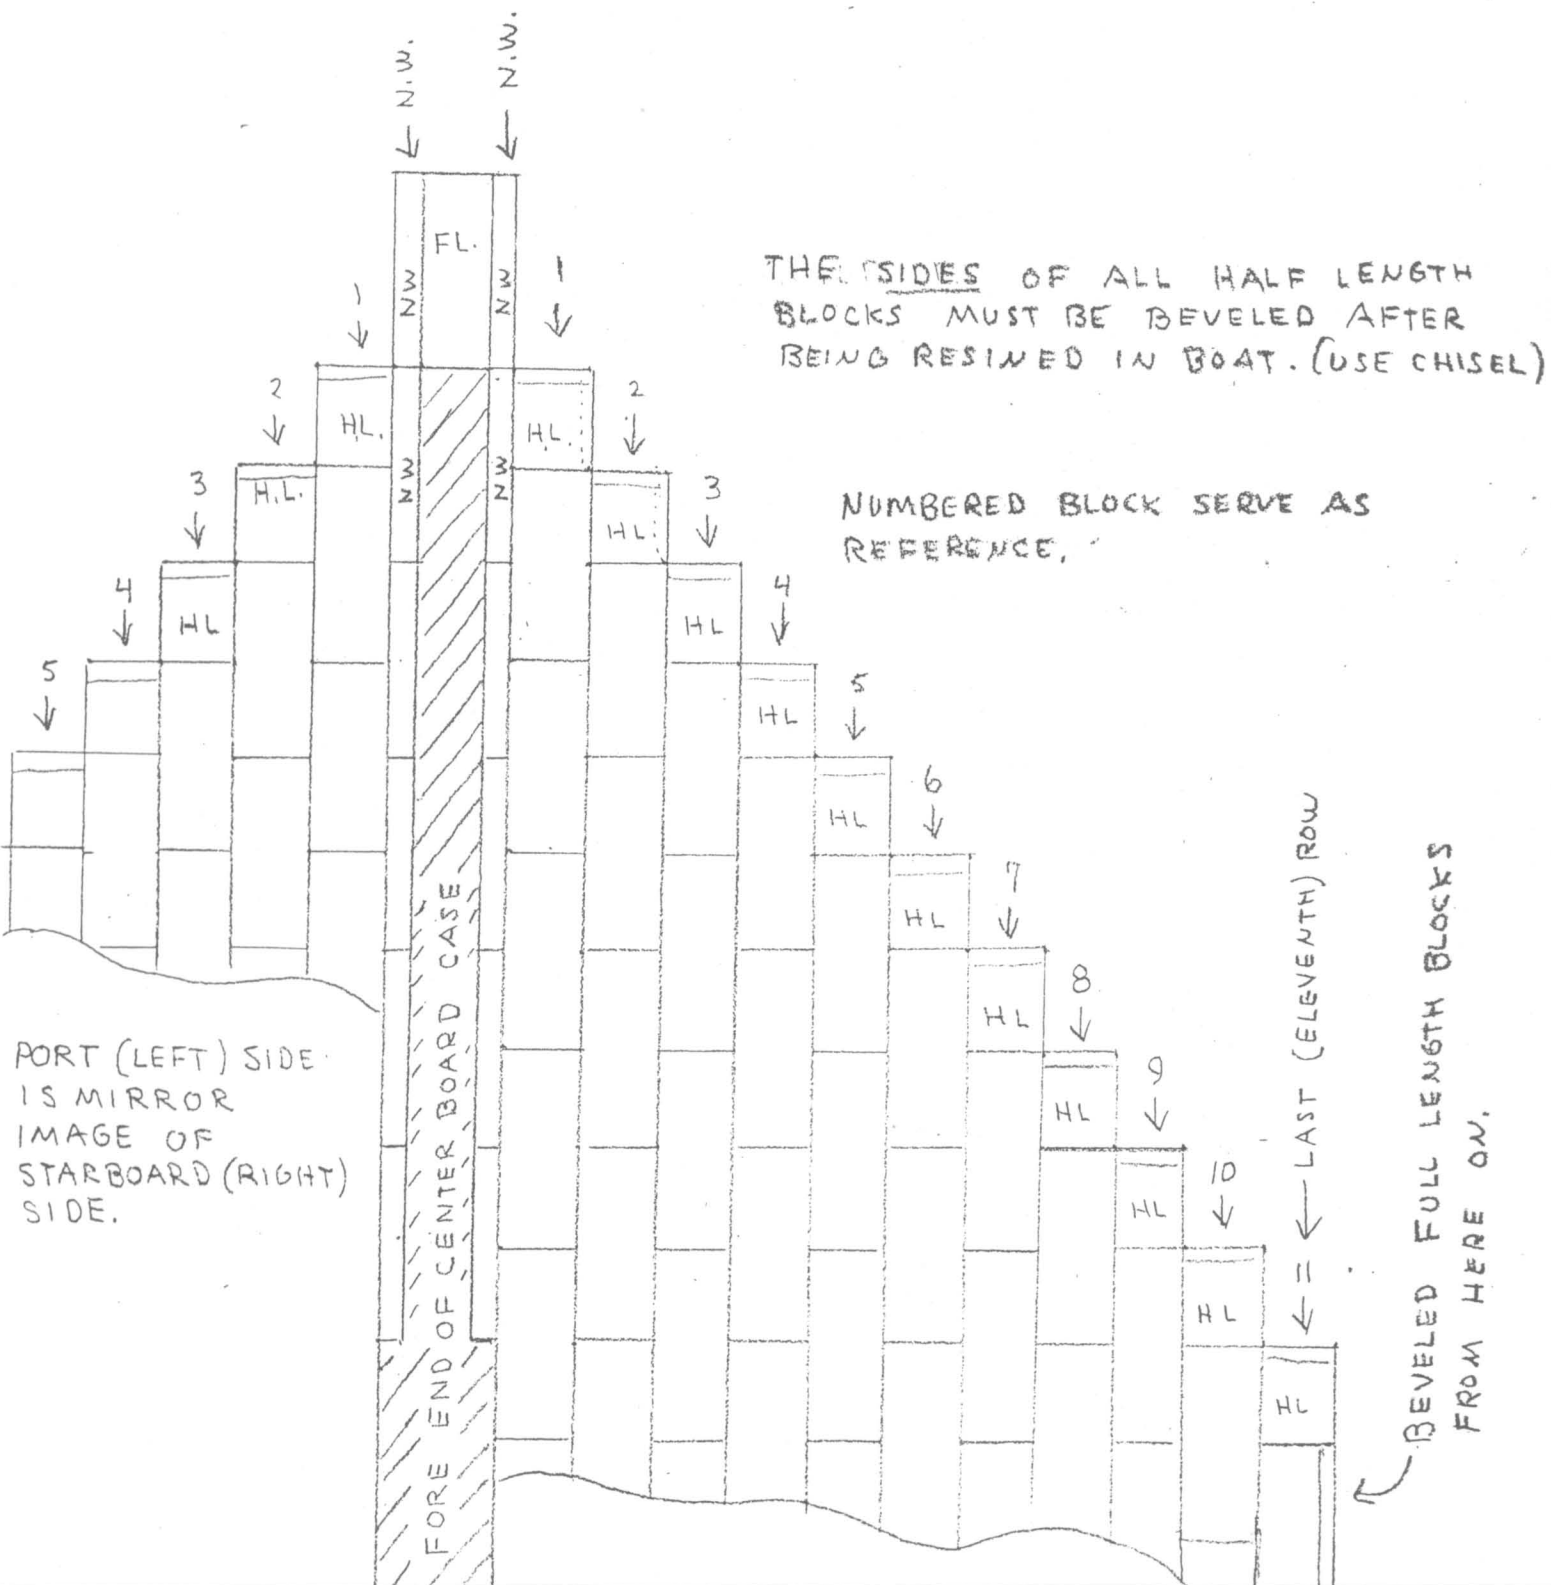 N.W.
N.W.
FL.
NW
NW
1
1
THE SIDES OF ALL HALF LENGTH
BLOCKS MUST BE BEVELED AFTER
BEING RESINED IN BOAT. (USE CHISEL)
2
HL.
HL.
2
NW
NW
3
H.L.
HL
3
NUMBERED BLOCK SERVE AS
REFERENCE.
4
HL
HL
4
5
HL
5
HL
6
HL
7
HL
8
HL
9
HL
10
HL
11
LAST (ELEVENTH) ROW
HL
BEVELED FULL LENGTH BLOCKS
FROM HERE ON.
FORE END OF CENTER BOARD CASE
PORT (LEFT) SIDE
IS MIRROR
IMAGE OF
STARBOARD (RIGHT)
SIDE.